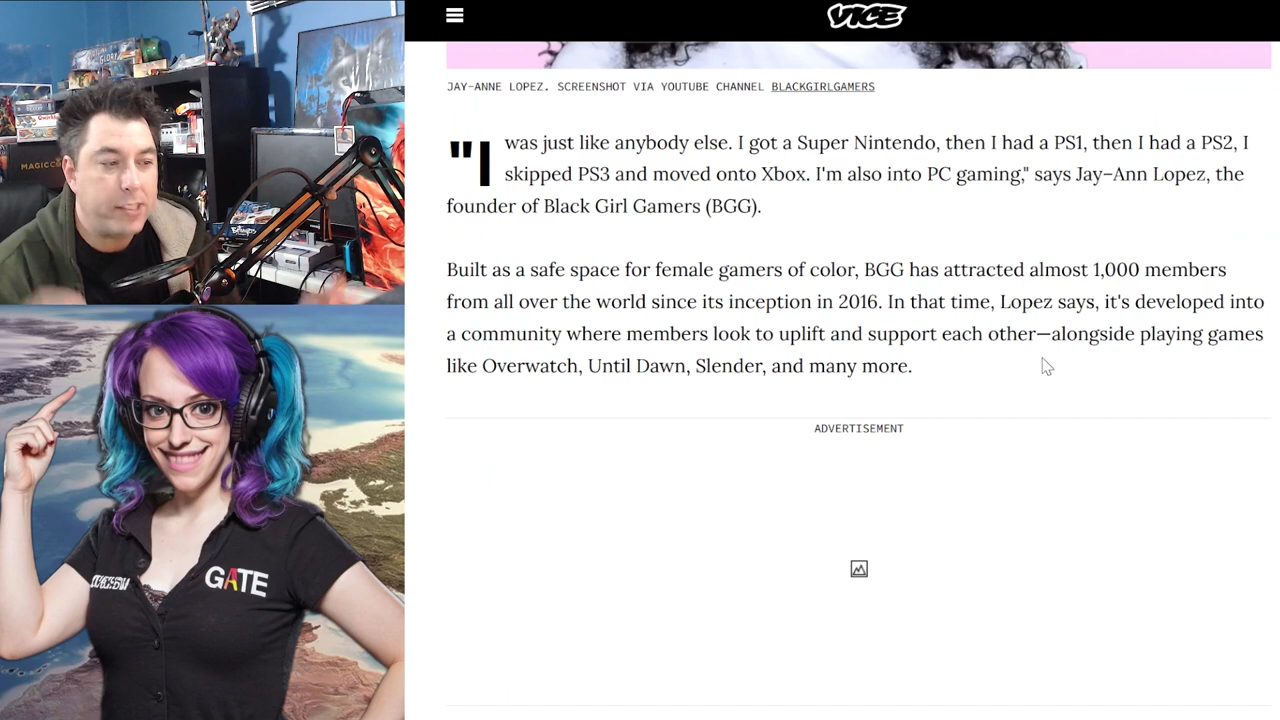 VICE
JAY-ANNE LOPEZ. SCREENSHOT VIA YOUTUBE CHANNEL BLACKGIRLGAMERS
"I was just like anybody else. I got a Super Nintendo, then I had a PS1, then I had a PS2, I
skipped PS3 and moved onto Xbox. I'm also into PC gaming," says Jay-Ann Lopez, the
founder of Black Girl Gamers (BGG).
Built as a safe space for female gamers of color, BGG has attracted almost 1,000 members
from all over the world since its inception in 2016. In that time, Lopez says, it's developed into
a community where members look to uplift and support each other—alongside playing games
like Overwatch, Until Dawn, Slender, and many more.
ADVERTISEMENT
GLORY
GATE